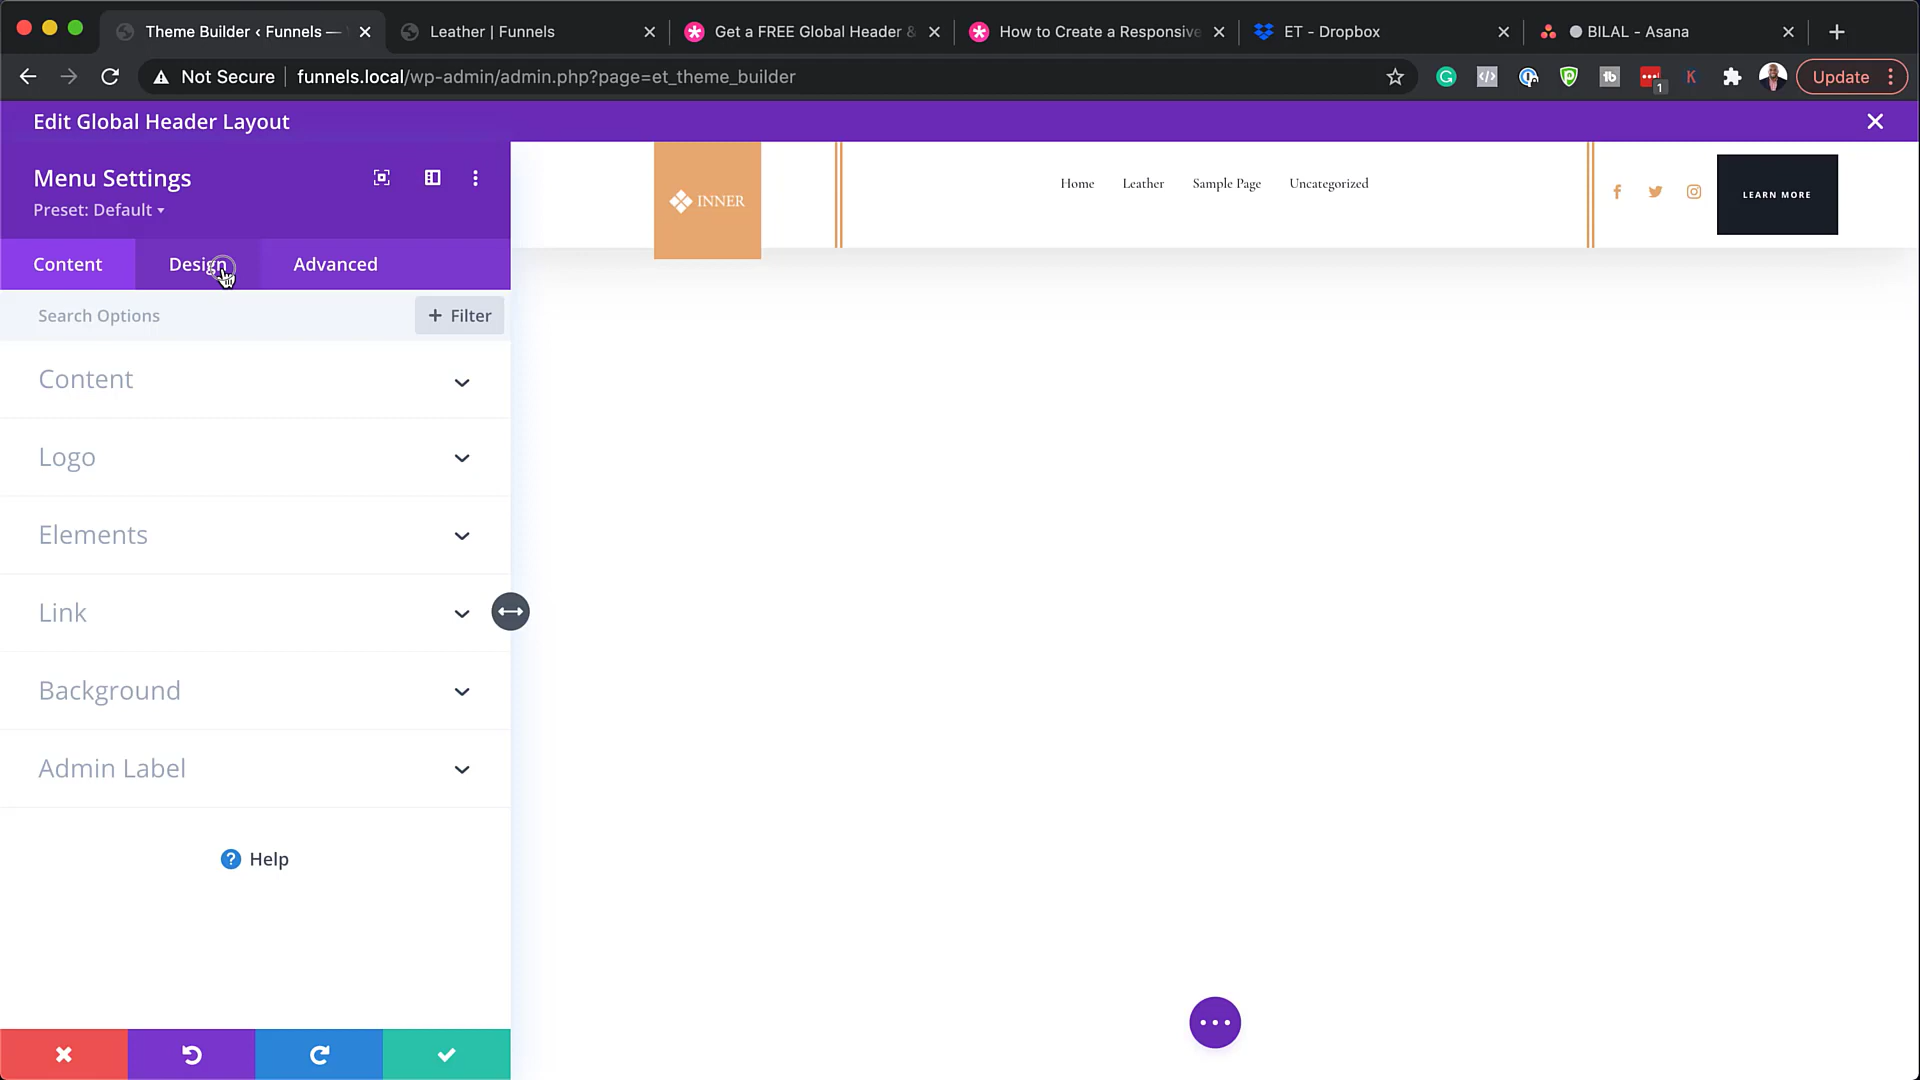 Theme Builder ‹ Funnels —
Leather | Funnels
Get a FREE Global Header &
How to Create a Responsive
ET - Dropbox
BILAL - Asana
Not Secure
funnels.local/wp-admin/admin.php?page=et_theme_builder
1
Update
Edit Global Header Layout
Menu Settings
Preset: Default
Content
Design
Advanced
Search Options
+ Filter
Content
Logo
Elements
Link
Background
Admin Label
? Help
INNER
Home
Leather
Sample Page
Uncategorized
LEARN MORE